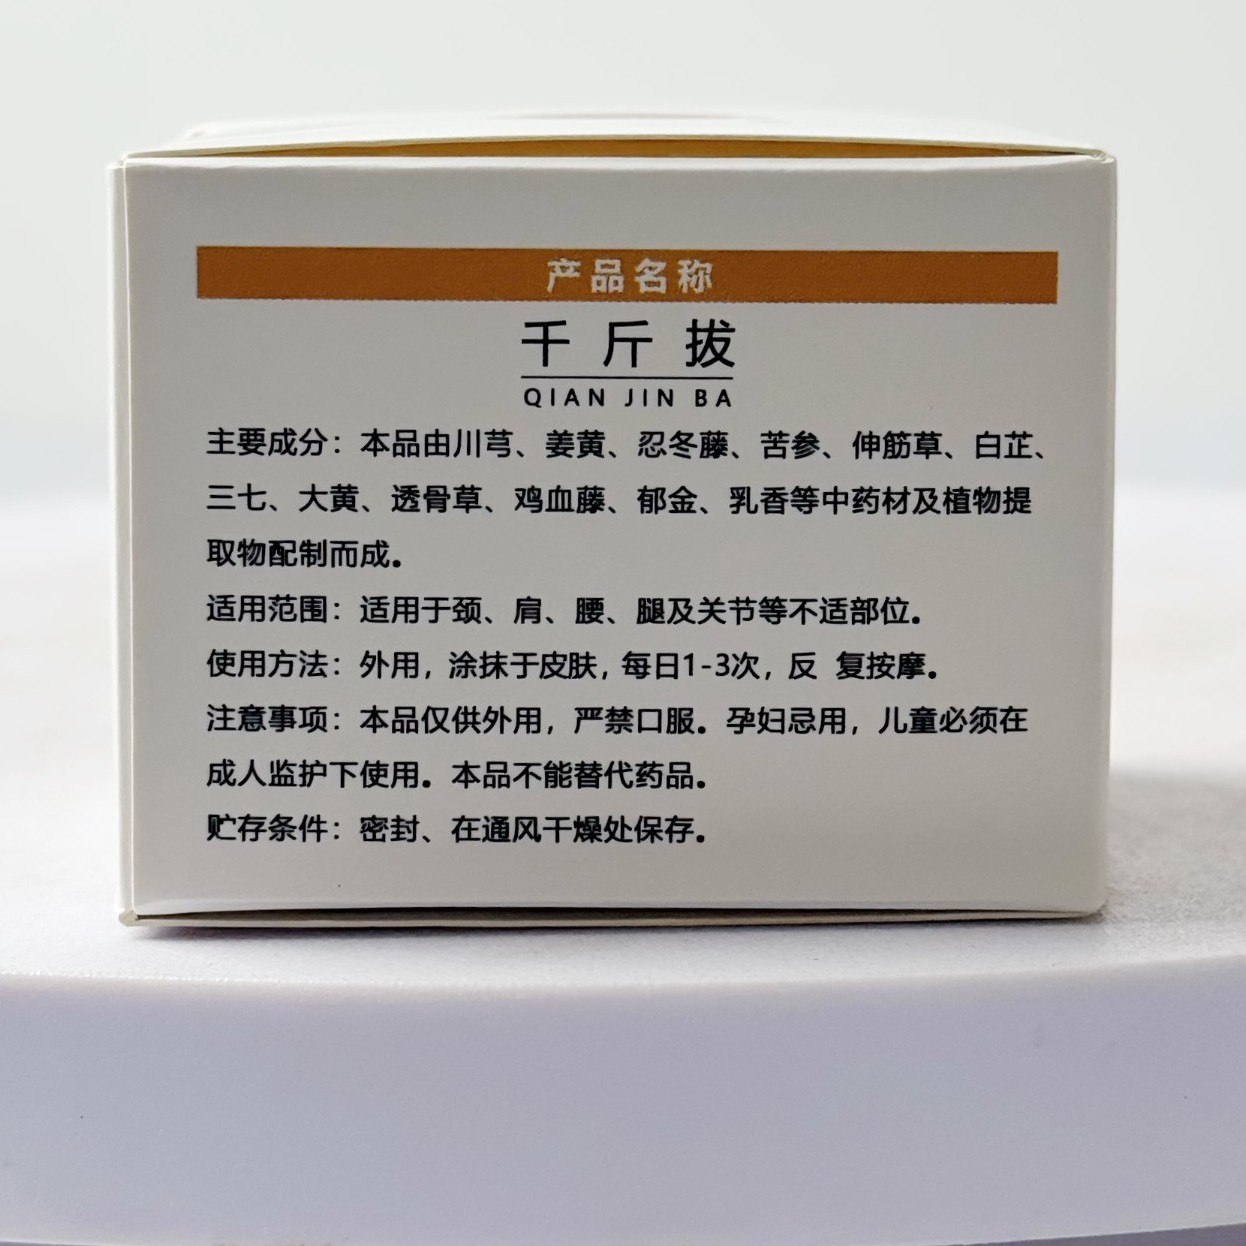 产品名称
千斤拔
QIAN JIN BA
主要成分：本品由川芎、姜黄、忍冬藤、苦参、伸筋草、白芷、
三七、大黄、透骨草、鸡血藤、郁金、乳香等中药材及植物提
取物配制而成。
适用范围：适用于颈、肩、腰、腿及关节等不适部位。
使用方法：外用，涂抹于皮肤，每日1-3次，反 复按摩。
注意事项：本品仅供外用，严禁口服。孕妇忌用，儿童必须在
成人监护下使用。本品不能替代药品。
贮存条件：密封、在通风干燥处保存。